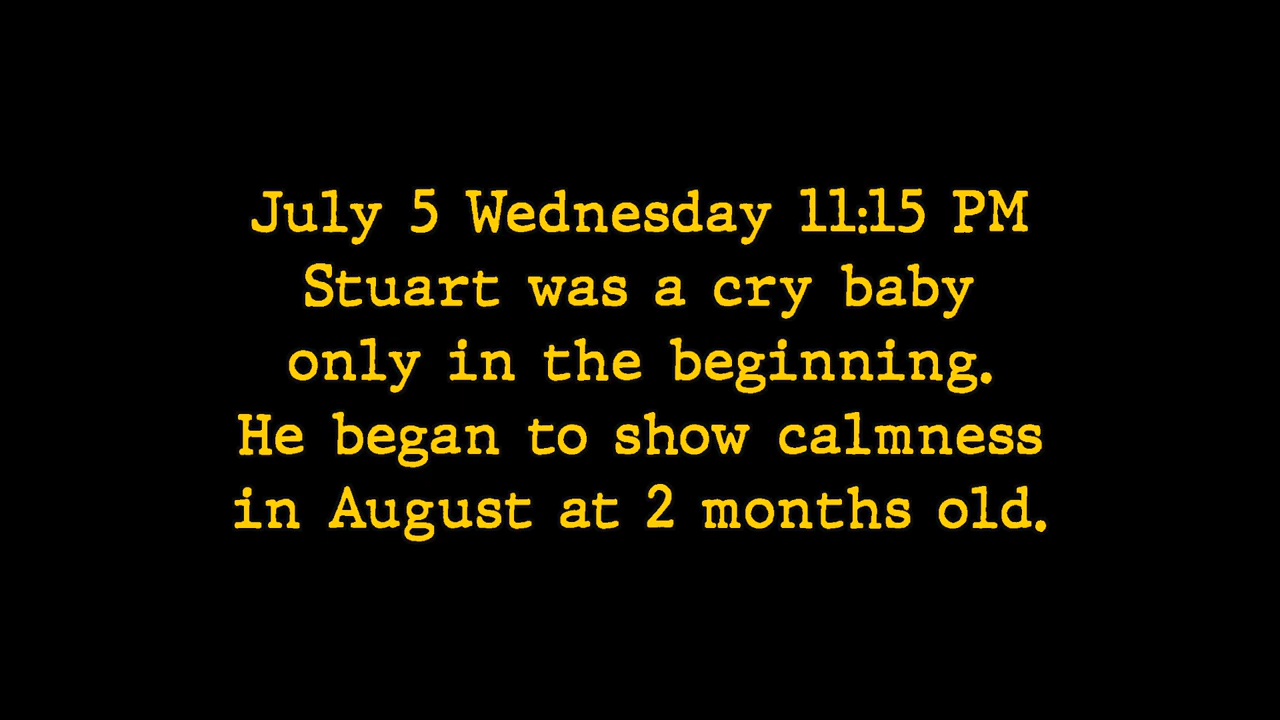 July 5 Wednesday 11:15 PM
Stuart was a cry baby
only in the beginning.
He began to show calmness
in August at 2 months old.